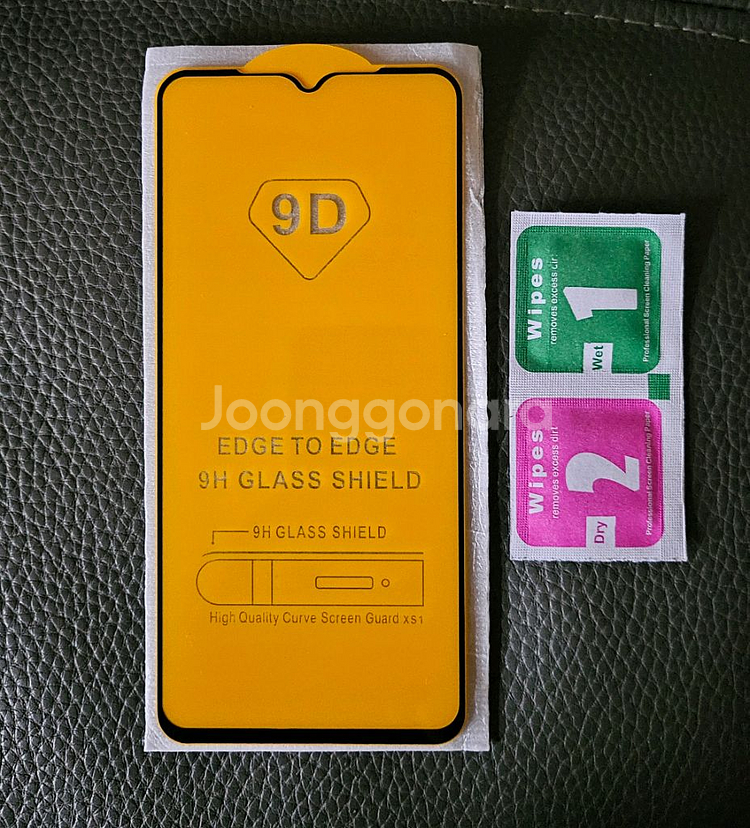 9D
Joonggonara
EDGE TO EDGE
9H GLASS SHIELD
9H GLASS SHIELD
High Quality Curve Screen Guard xs1
Wipes
removes excess dir
Wet
1
Professional Screen Cleaning Paper
Wipes
removes excess dirt
Dry
2
Professional Screen Cleaning Paper